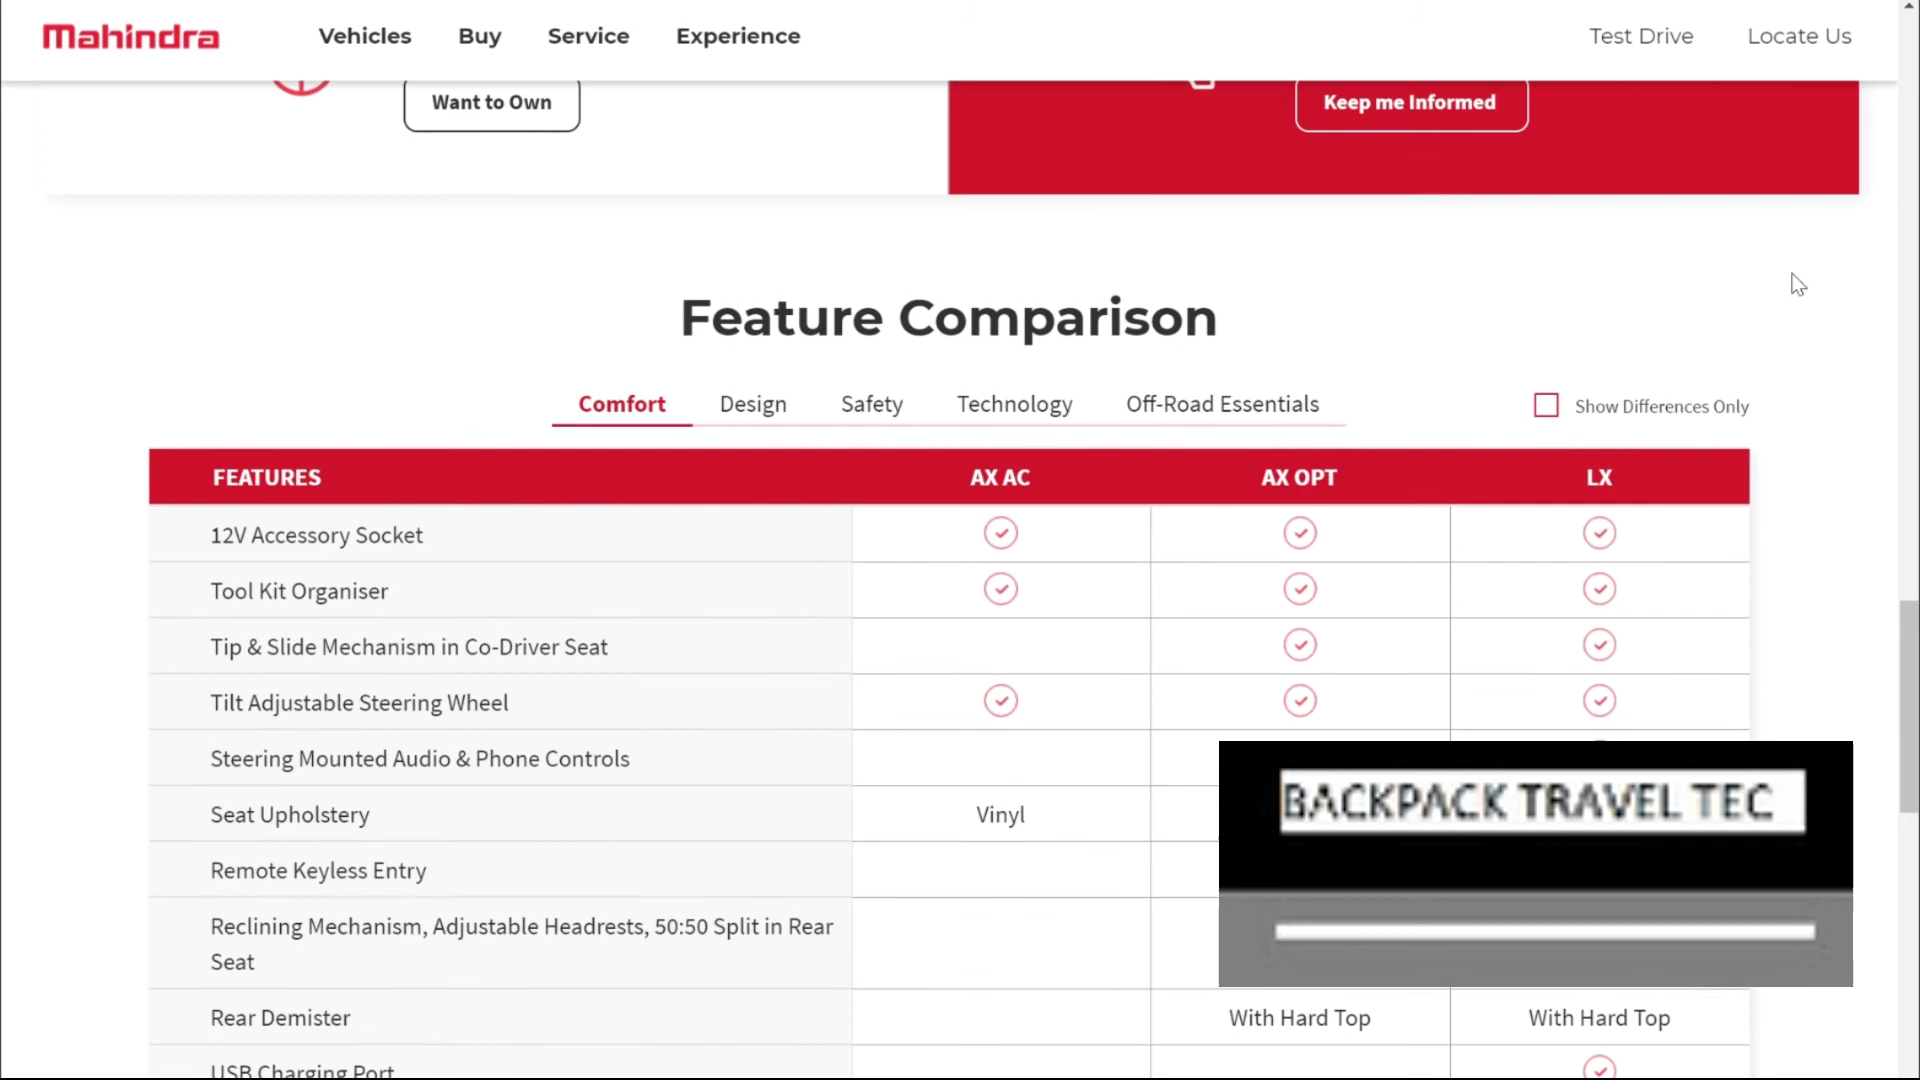 Mahindra Vehicles Buy Service Experience Test Drive Locate Us
Want to Own Keep me Informed
Feature Comparison
Comfort Design Safety Technology Off-Road Essentials Show Differences Only
FEATURES AX AC AX OPT LX
12V Accessory Socket
Tool Kit Organiser
Tip & Slide Mechanism in Co-Driver Seat
Tilt Adjustable Steering Wheel
Steering Mounted Audio & Phone Controls
Seat Upholstery Vinyl
BACKPACK TRAVEL TEC
Remote Keyless Entry
Reclining Mechanism, Adjustable Headrests, 50:50 Split in Rear
Seat
Rear Demister With Hard Top With Hard Top
USB Charging Port